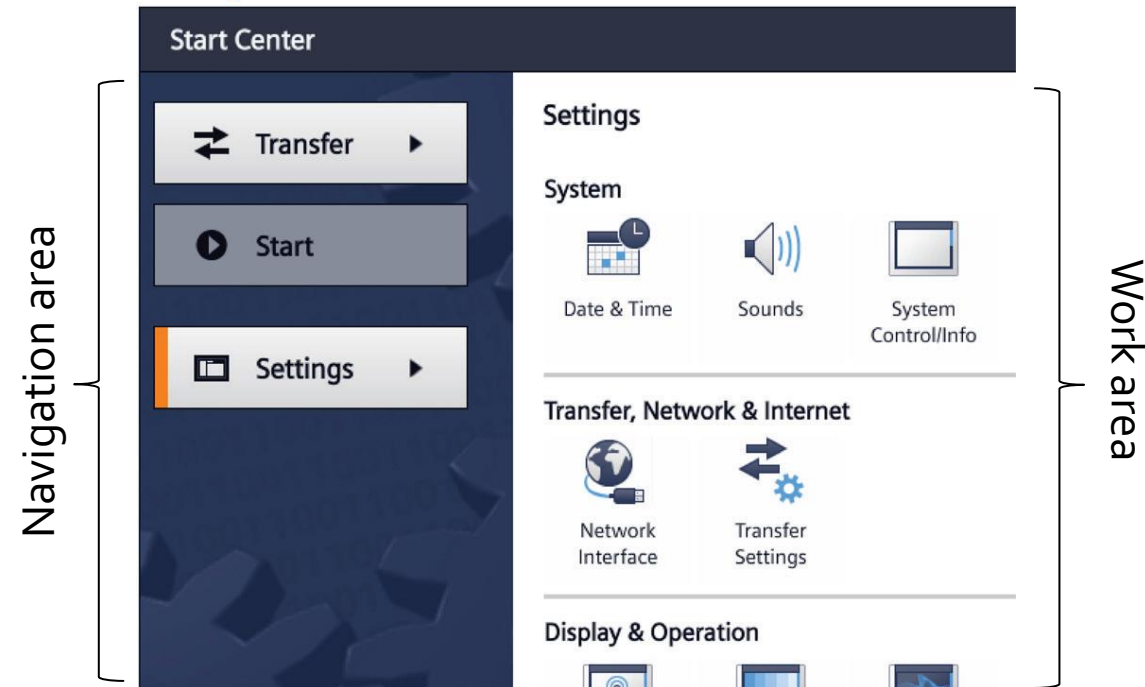 Start Center
Navigation area
Transfer
Start
Settings
Settings
System
Date & Time
Sounds
System
Control/Info
Transfer, Network & Internet
Network
Interface
Transfer
Settings
Display & Operation
Work area